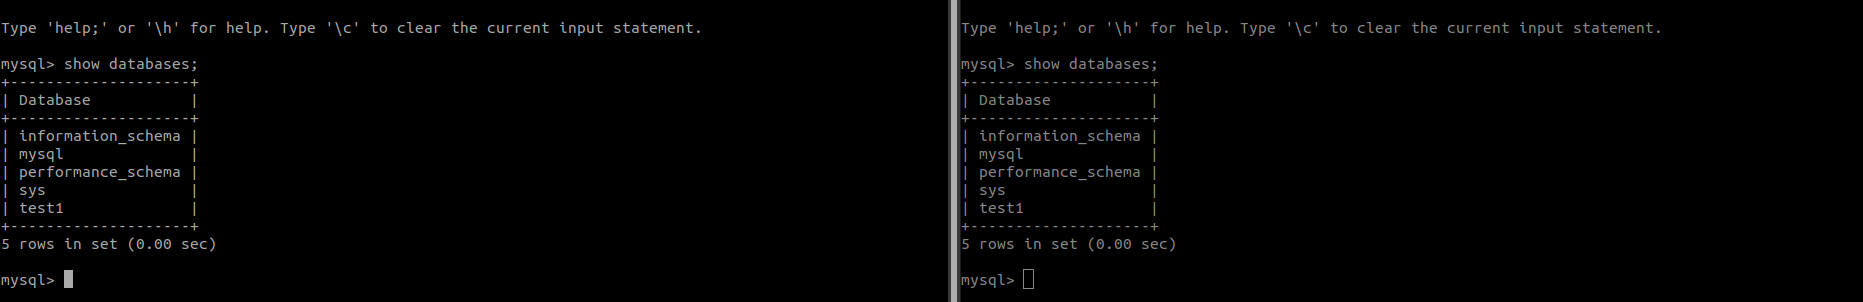 Type 'help;' or '\h' for help. Type '\c' to clear the current input statement.
mysql> show databases;
+--------------------+
| Database           |
+--------------------+
| information_schema |
| mysql              |
| performance_schema |
| sys                |
| test1              |
+--------------------+
5 rows in set (0.00 sec)
mysql>
Type 'help;' or '\h' for help. Type '\c' to clear the current input statement.
mysql> show databases;
+--------------------+
| Database           |
+--------------------+
| information_schema |
| mysql              |
| performance_schema |
| sys                |
| test1              |
+--------------------+
5 rows in set (0.00 sec)
mysql>